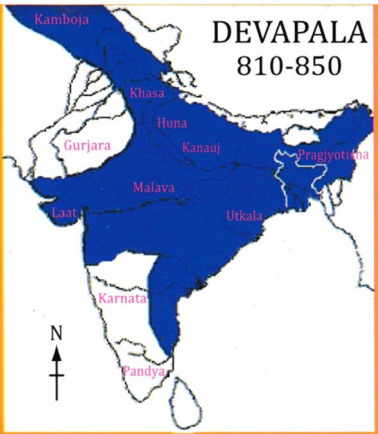 Kamboja
DEVAPALA
810-850
Khasa
Huna
Gurjara
Kanauj
Pragjyotisha
Malava
Laat
Utkala
Karnata
N
Pandya